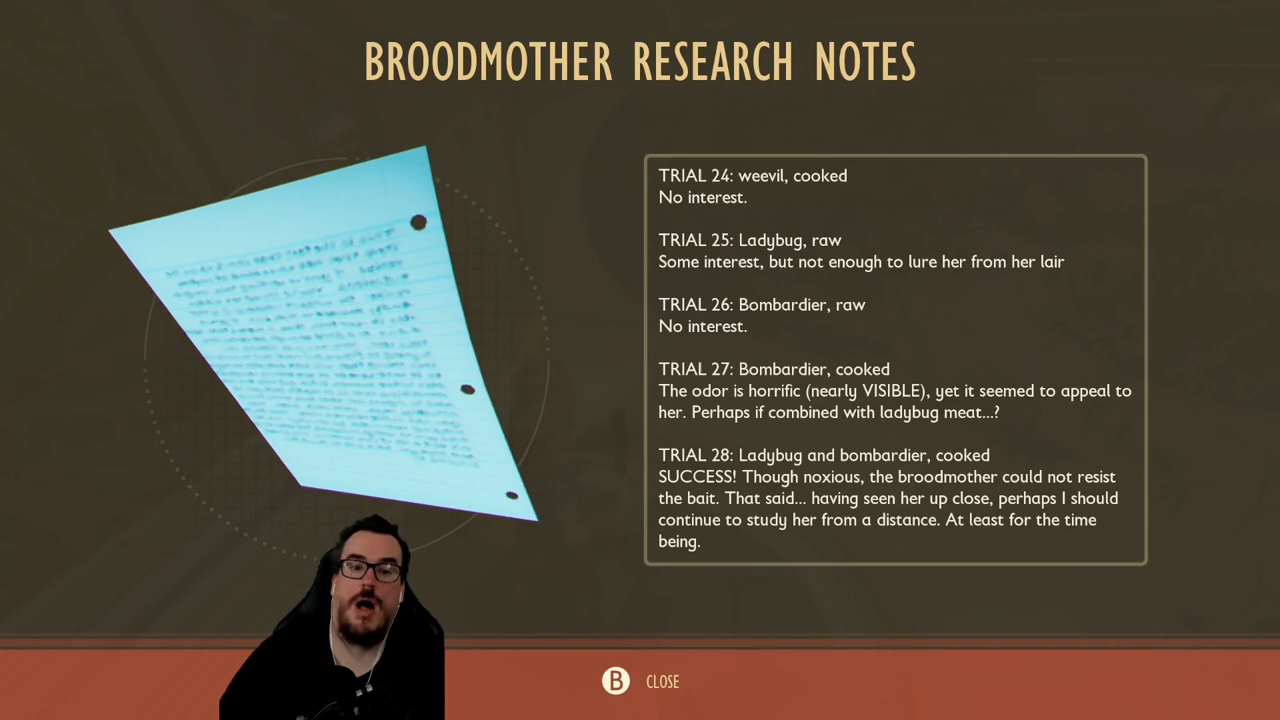 BROODMOTHER RESEARCH NOTES
TRIAL 24: weevil, cooked
No interest.
TRIAL 25: Ladybug, raw
Some interest, but not enough to lure her from her lair
TRIAL 26: Bombardier, raw
No interest.
TRIAL 27: Bombardier, cooked
The odor is horrific (nearly VISIBLE), yet it seemed to appeal to
her. Perhaps if combined with ladybug meat...?
TRIAL 28: Ladybug and bombardier, cooked
SUCCESS! Though noxious, the broodmother could not resist
the bait. That said... having seen her up close, perhaps I should
continue to study her from a distance. At least for the time
being.
B CLOSE